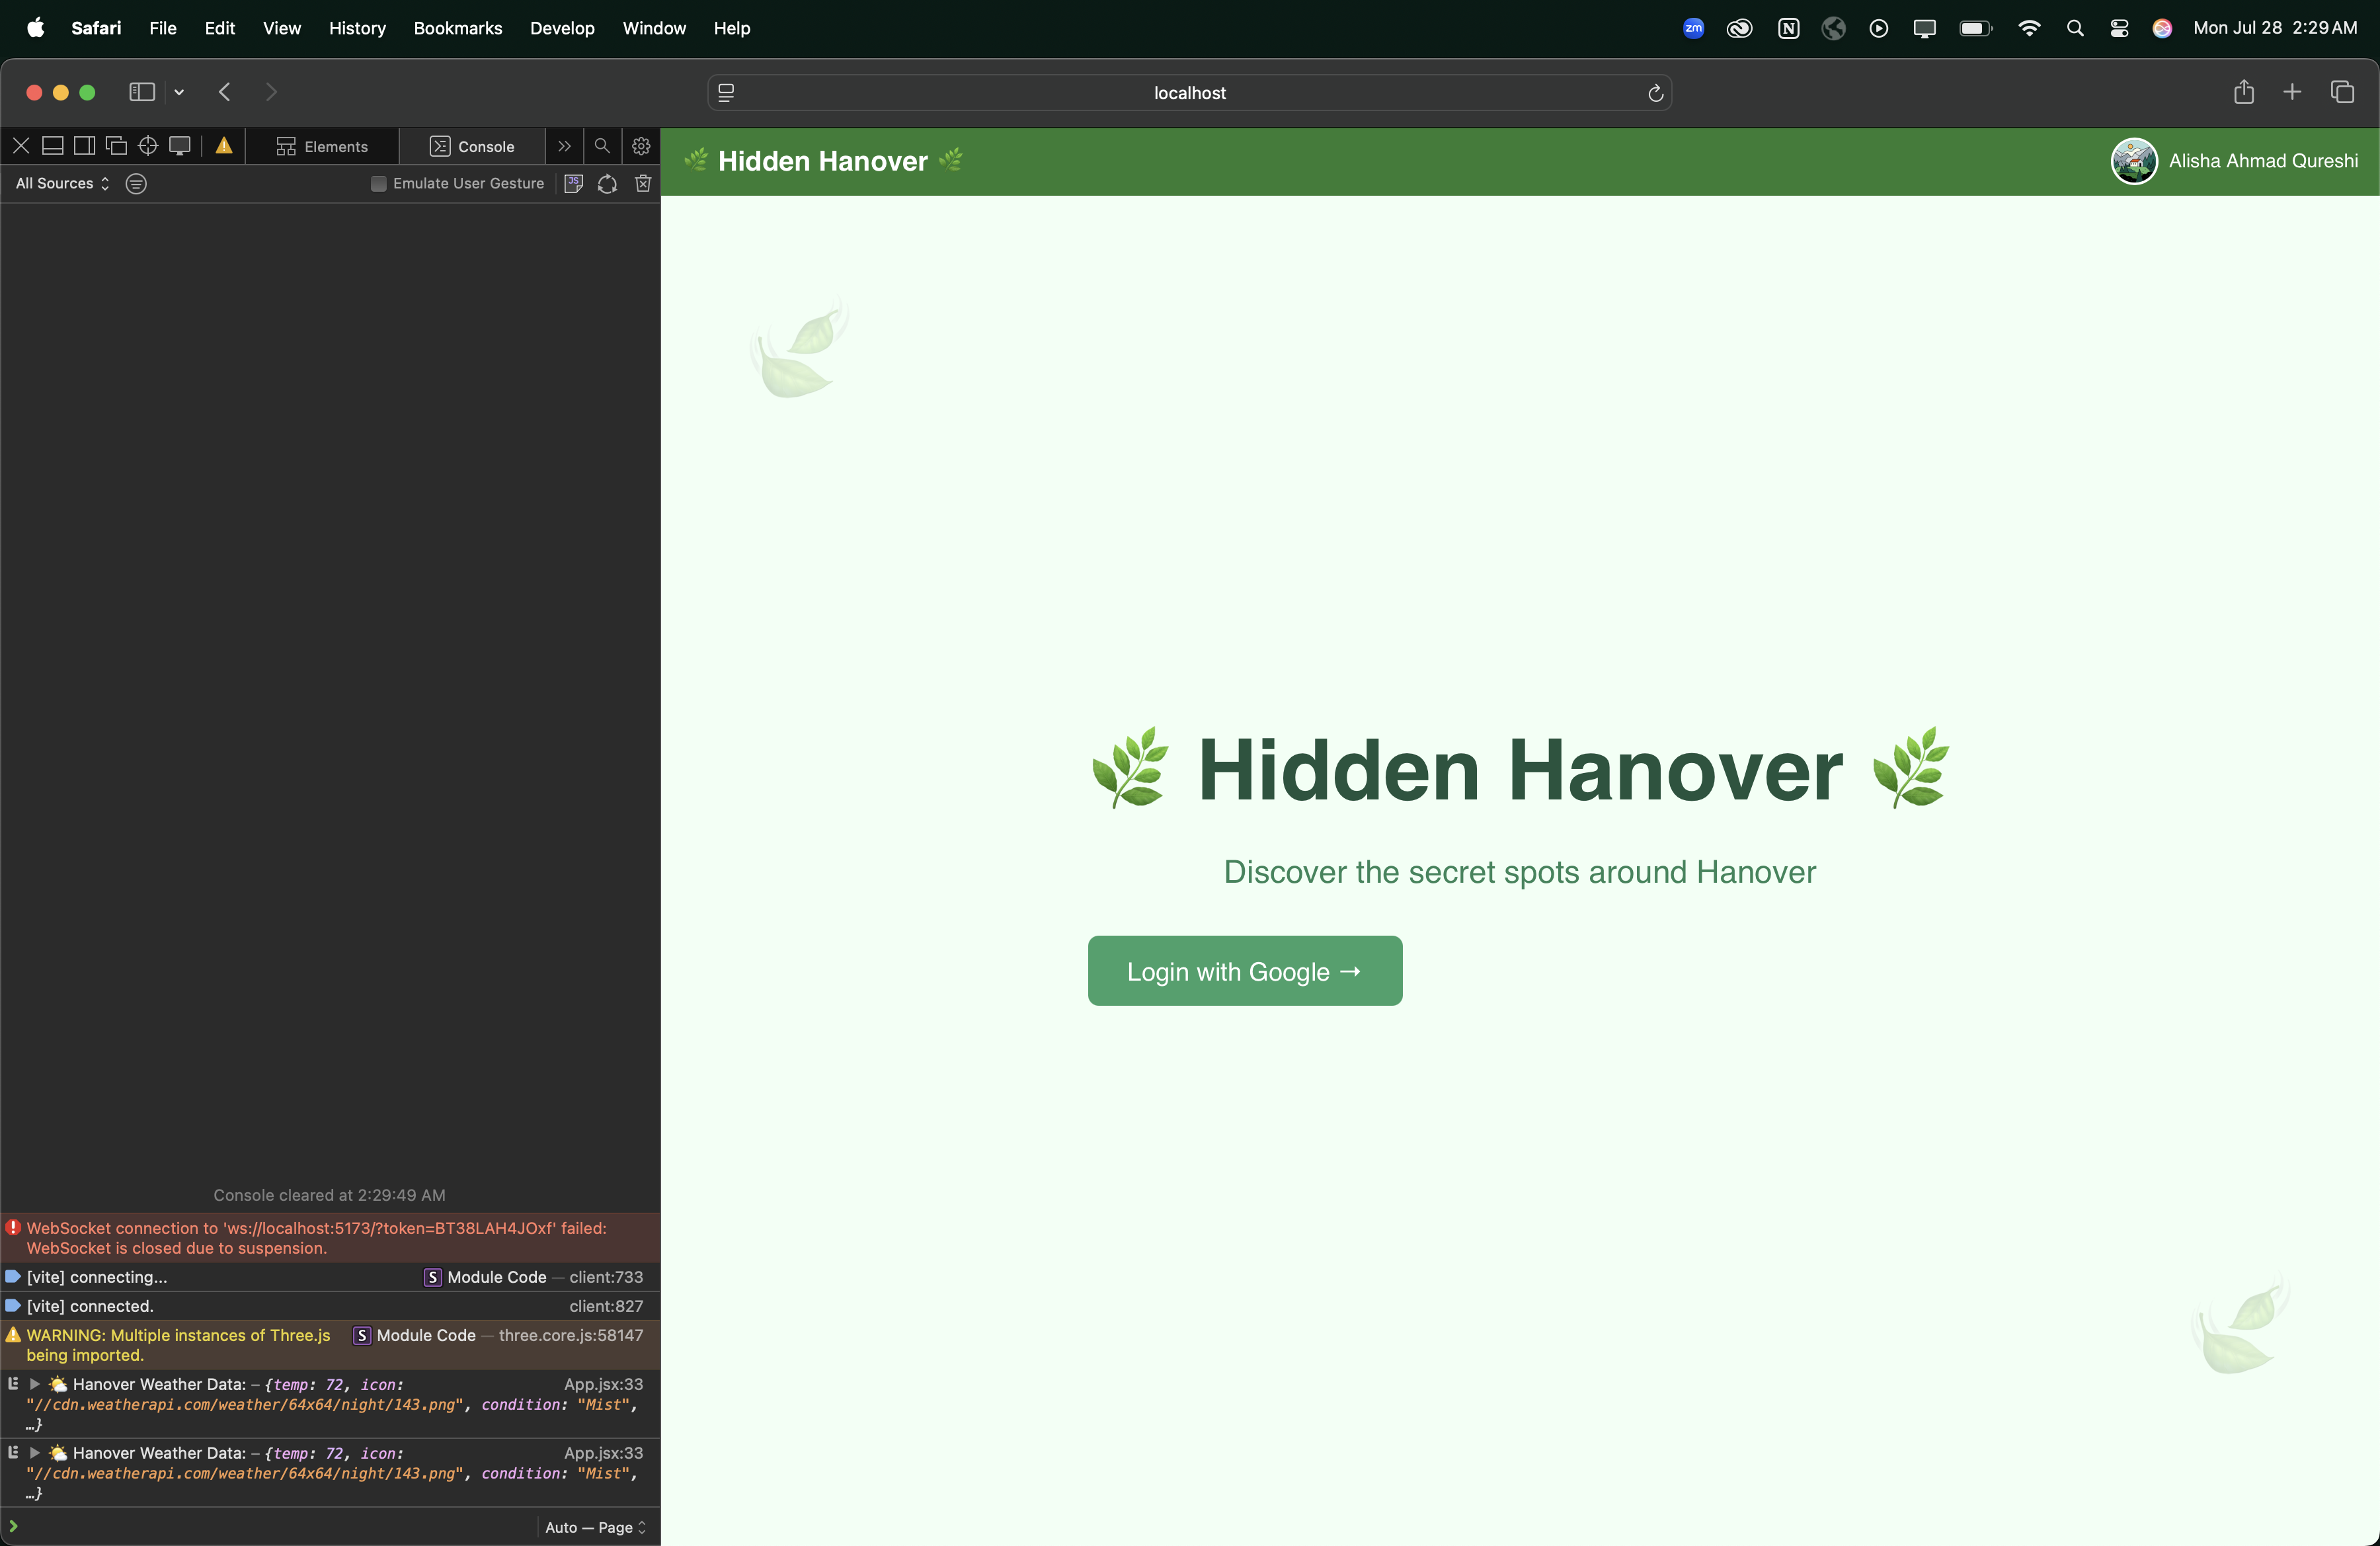 Safari File Edit View History Bookmarks Develop Window Help zm N Mon Jul 28 2:29 AM
localhost
Elements Console
All Sources Emulate User Gesture JS
🌿 Hidden Hanover 🌿 Alisha Ahmad Qureshi
🌿 Hidden Hanover 🌿
Discover the secret spots around Hanover
Login with Google →
Console cleared at 2:29:49 AM
WebSocket connection to 'ws://localhost:5173/?token=BT38LAH4JOxf' failed:
WebSocket is closed due to suspension.
[vite] connecting... S Module Code — client:733
[vite] connected. client:827
WARNING: Multiple instances of Three.js S Module Code — three.core.js:58147
being imported.
🌤️ Hanover Weather Data: – {temp: 72, icon: App.jsx:33
"//cdn.weatherapi.com/weather/64x64/night/143.png", condition: "Mist",
…}
🌤️ Hanover Weather Data: – {temp: 72, icon: App.jsx:33
"//cdn.weatherapi.com/weather/64x64/night/143.png", condition: "Mist",
…}
Auto — Page